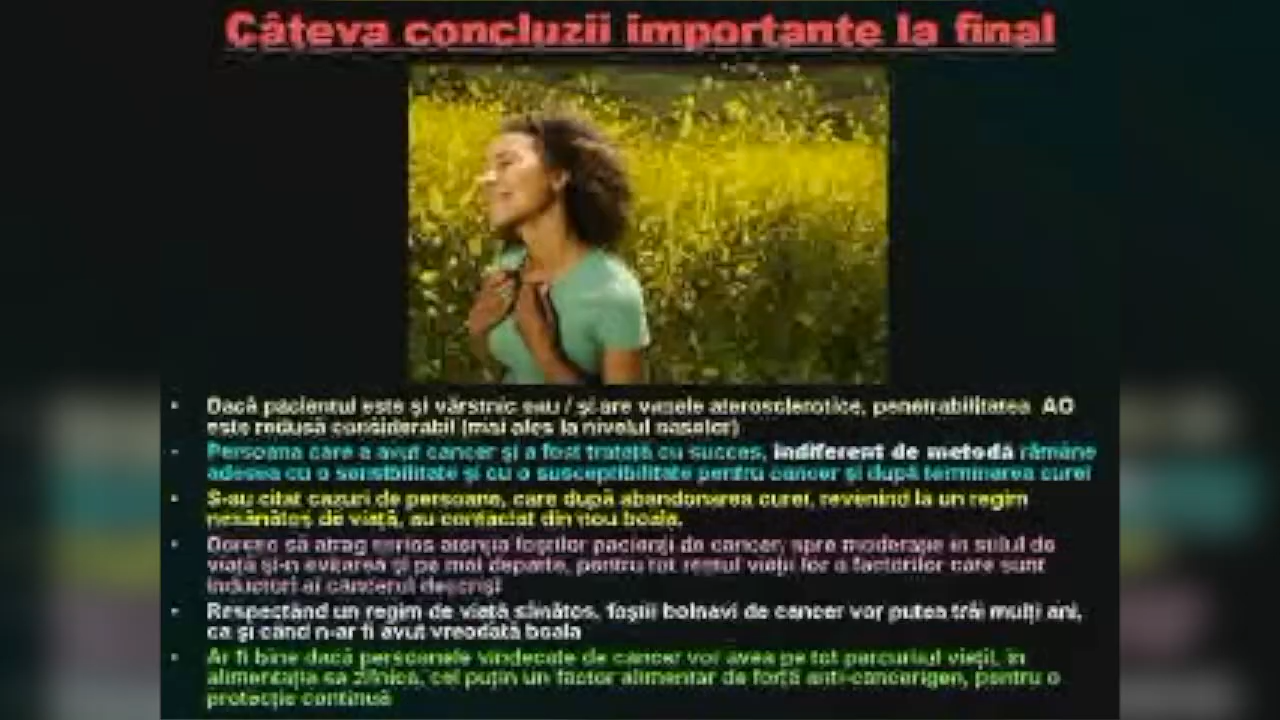 Câteva concluzii importante la final
• Dacă pacientul este și vârstnic sau / și are vasele aterosclerotice, penetrabilitatea AO
este redusă considerabil (mai ales la nivelul oaselor)
• Persoana care a avut cancer și a fost tratată cu succes, indiferent de metodă rămâne
adesea cu o sensibilitate și cu o susceptibilitate pentru cancer și după terminarea curei
• S-au citat cazuri de persoane, care după abandonarea curei, revenind la un regim
nesănătos de viață, au contactat din nou boala.
• Doresc să atrag serios atenția foștilor pacienți de cancer, spre moderație în stilul de
viață și-n evitarea și pe mai departe, pentru tot restul vieții lor a factorilor care sunt
inductori ai cancerul descriși
• Respectând un regim de viață sănătos, foștii bolnavi de cancer vor putea trăi mulți ani,
ca și când n-ar fi avut vreodată boala
• Ar fi bine dacă persoanele vindecate de cancer vor avea pe tot parcursul vieții, în
alimentația sa zilnică, cel puțin un factor alimentar de forță anti-cancerigen, pentru o
protecție continuă